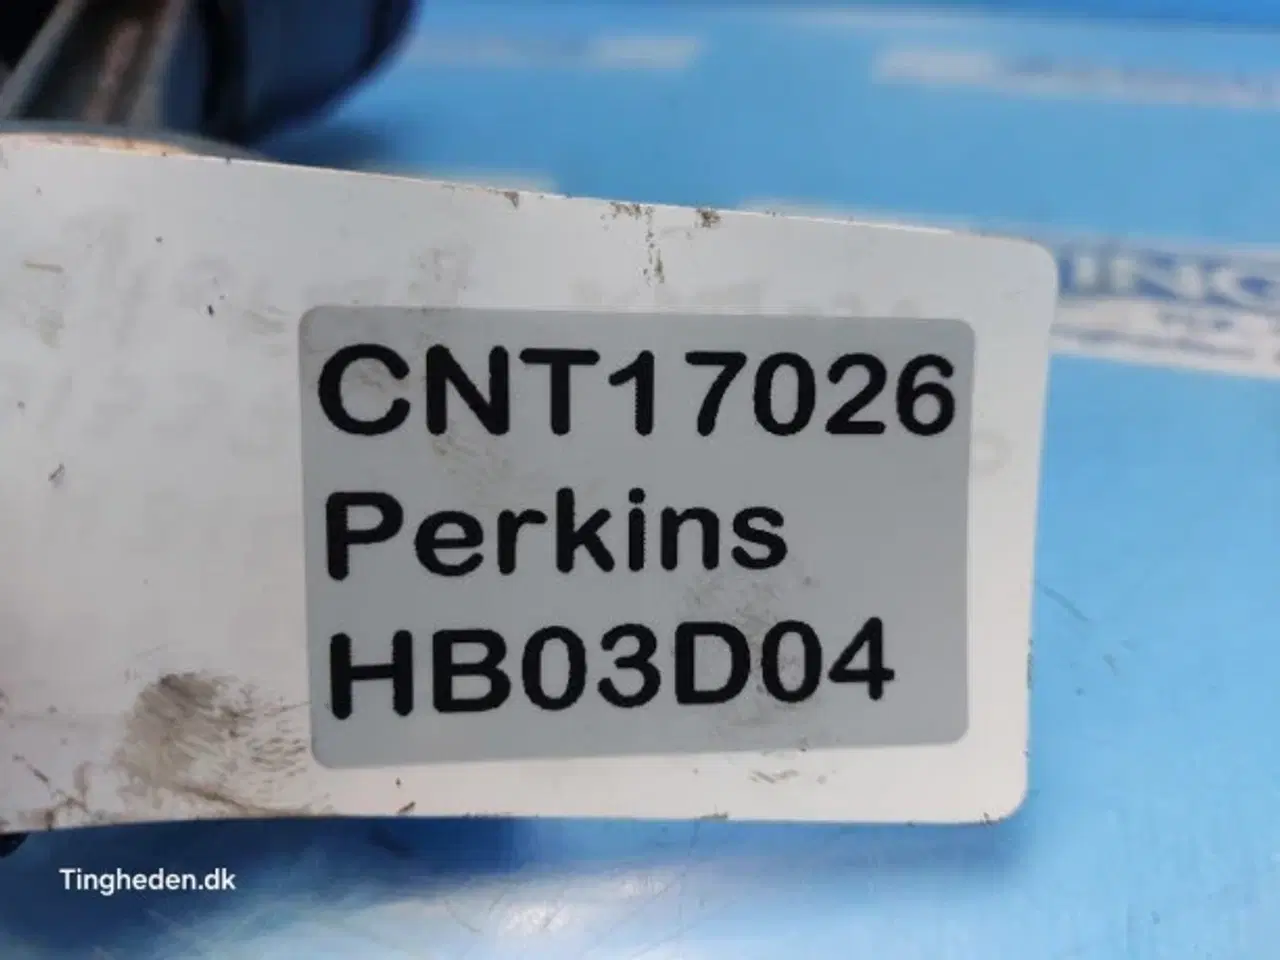 CNT17026
Perkins
HB03D04
Tingheden.dk